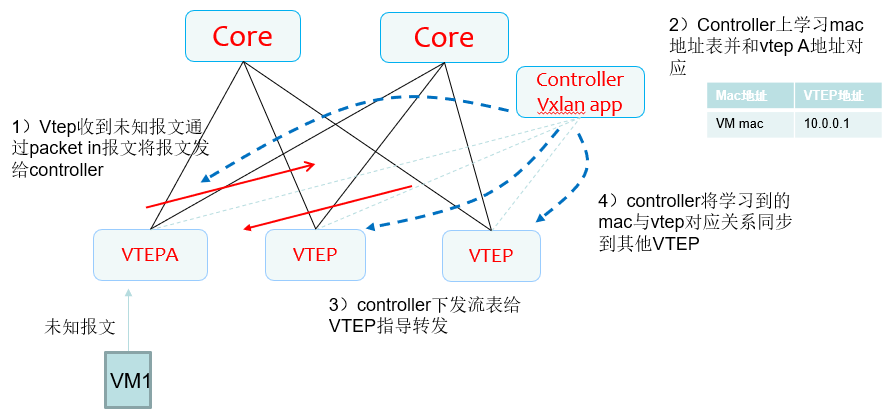 Core
Core
Controller
Vxlan app
2）Controller上学习mac
地址表并和vtep A地址对
应
Mac地址 VTEP地址
VM mac 10.0.0.1
1）Vtep收到未知报文通
过packet in报文将报文发
给controller
4）controller将学习到的
mac与vtep对应关系同步
到其他VTEP
VTEPA
VTEP
VTEP
3）controller下发流表给
VTEP指导转发
未知报文
VM1